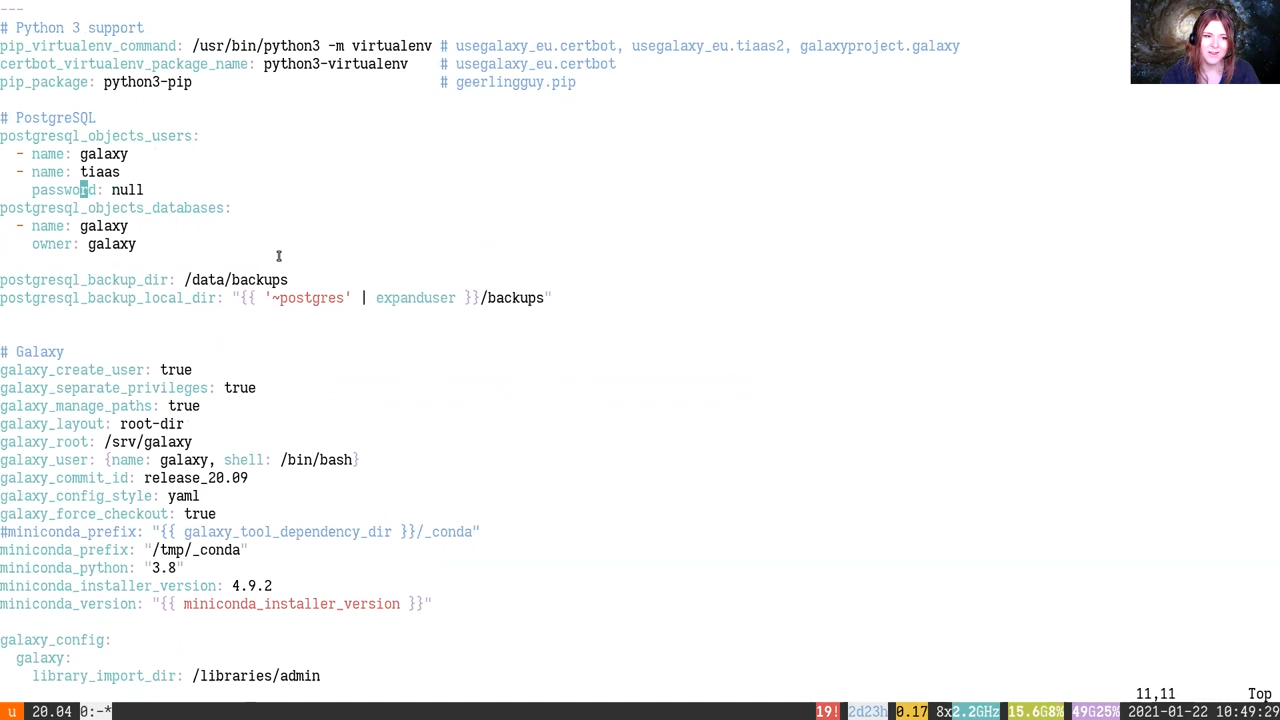 ---
# Python 3 support
pip_virtualenv_command: /usr/bin/python3 -m virtualenv # usegalaxy_eu.certbot, usegalaxy_eu.tiaas2, galaxyproject.galaxy
certbot_virtualenv_package_name: python3-virtualenv    # usegalaxy_eu.certbot
pip_package: python3-pip                               # geerlingguy.pip
# PostgreSQL
postgresql_objects_users:
  - name: galaxy
  - name: tiaas
    password: null
postgresql_objects_databases:
  - name: galaxy
    owner: galaxy
postgresql_backup_dir: /data/backups
postgresql_backup_local_dir: "{{ '~postgres' | expanduser }}/backups"
# Galaxy
galaxy_create_user: true
galaxy_separate_privileges: true
galaxy_manage_paths: true
galaxy_layout: root-dir
galaxy_root: /srv/galaxy
galaxy_user: {name: galaxy, shell: /bin/bash}
galaxy_commit_id: release_20.09
galaxy_config_style: yaml
galaxy_force_checkout: true
#miniconda_prefix: "{{ galaxy_tool_dependency_dir }}/_conda"
miniconda_prefix: "/tmp/_conda"
miniconda_python: "3.8"
miniconda_installer_version: 4.9.2
miniconda_version: "{{ miniconda_installer_version }}"
galaxy_config:
  galaxy:
    library_import_dir: /libraries/admin
11,11 Top
u 20.04 0:-* 19! 2d23h 0.17 8x2.2GHz 15.6G8% 49G25% 2021-01-22 10:49:29